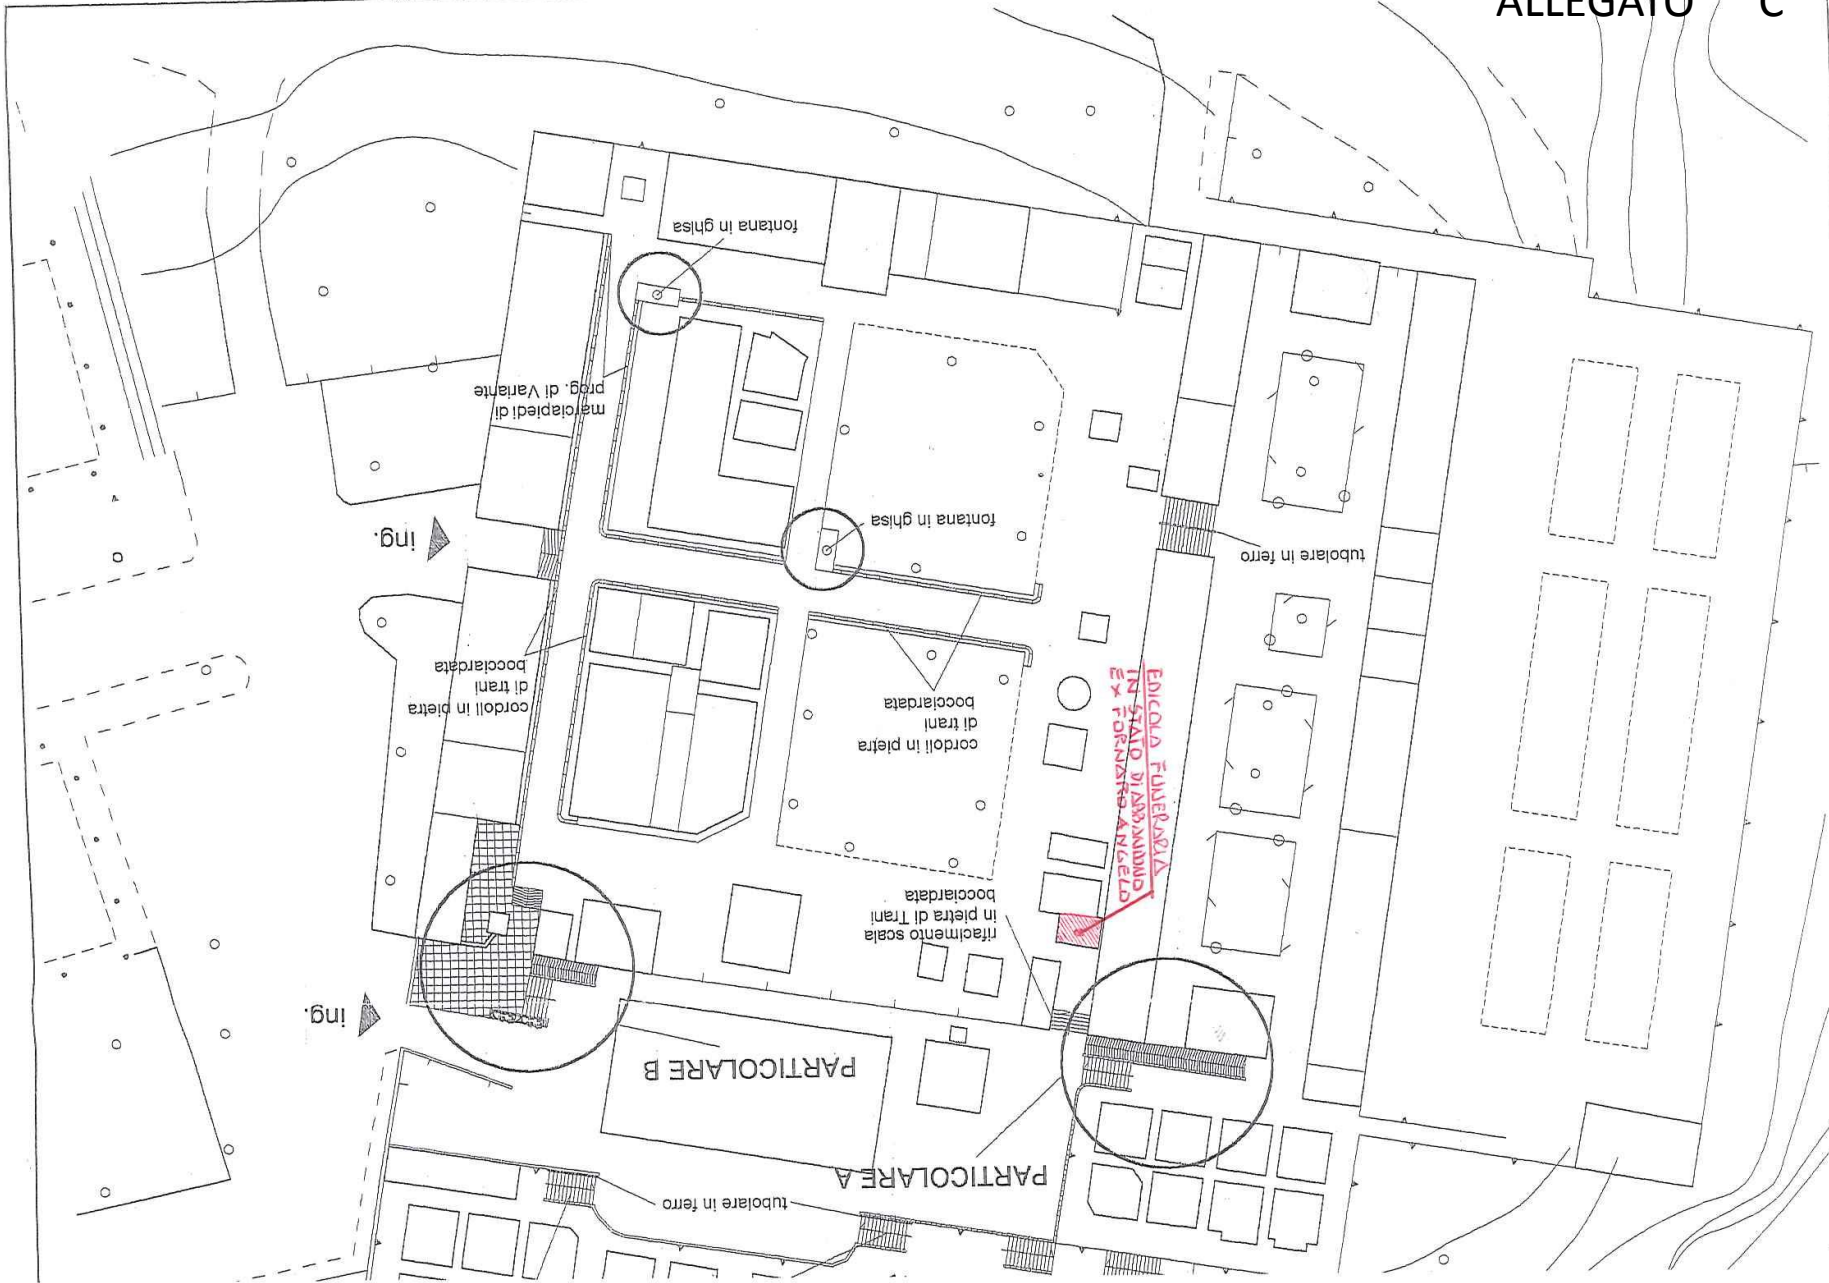 ALLEGATO C
fontana in ghisa
marciapiedi di
prog. di Variante
fontana in ghisa
ing.
tubolare in ferro
cordoli in pietra
di trani
bocciardata
cordoli in pietra
di trani
bocciardata
EDICOLA FUNERARIA
IN STATO DI ABBANDONO
EX FORNARO ANGELO
rifacimento scala
in pietra di Trani
bocciardata
ing.
PARTICOLARE B
PARTICOLARE A
tubolare in ferro